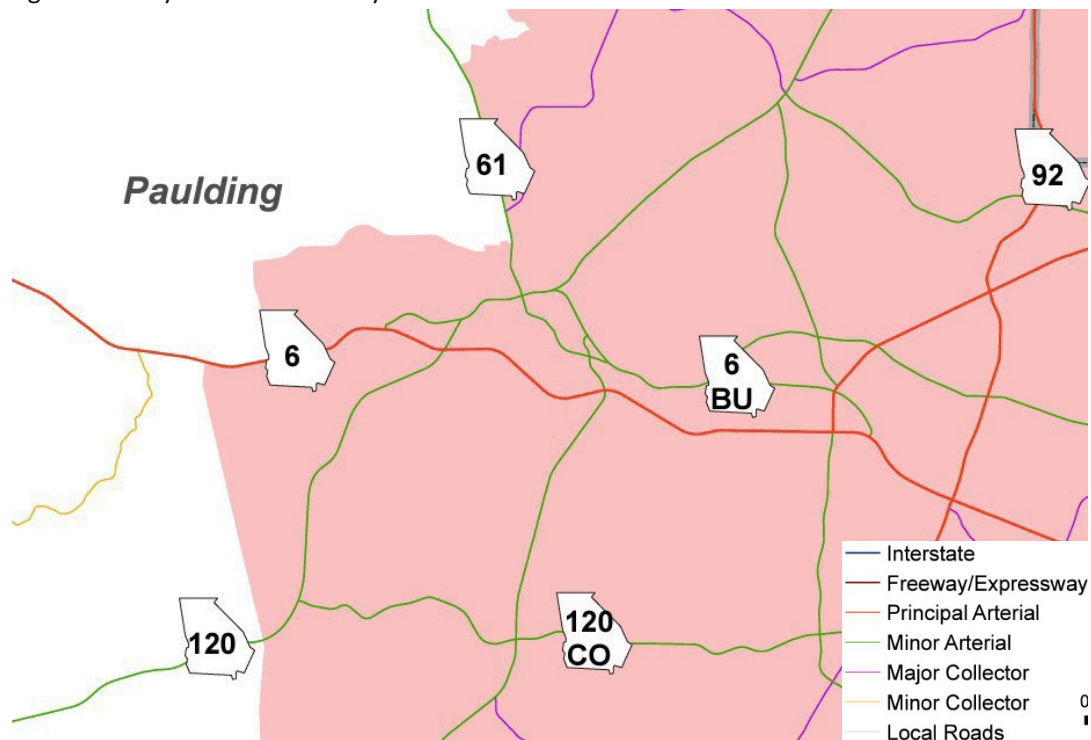 61
92
Paulding
6
6
BU
120
120
CO
Interstate
Freeway/Expressway
Principal Arterial
Minor Arterial
Major Collector
Minor Collector
Local Roads
0